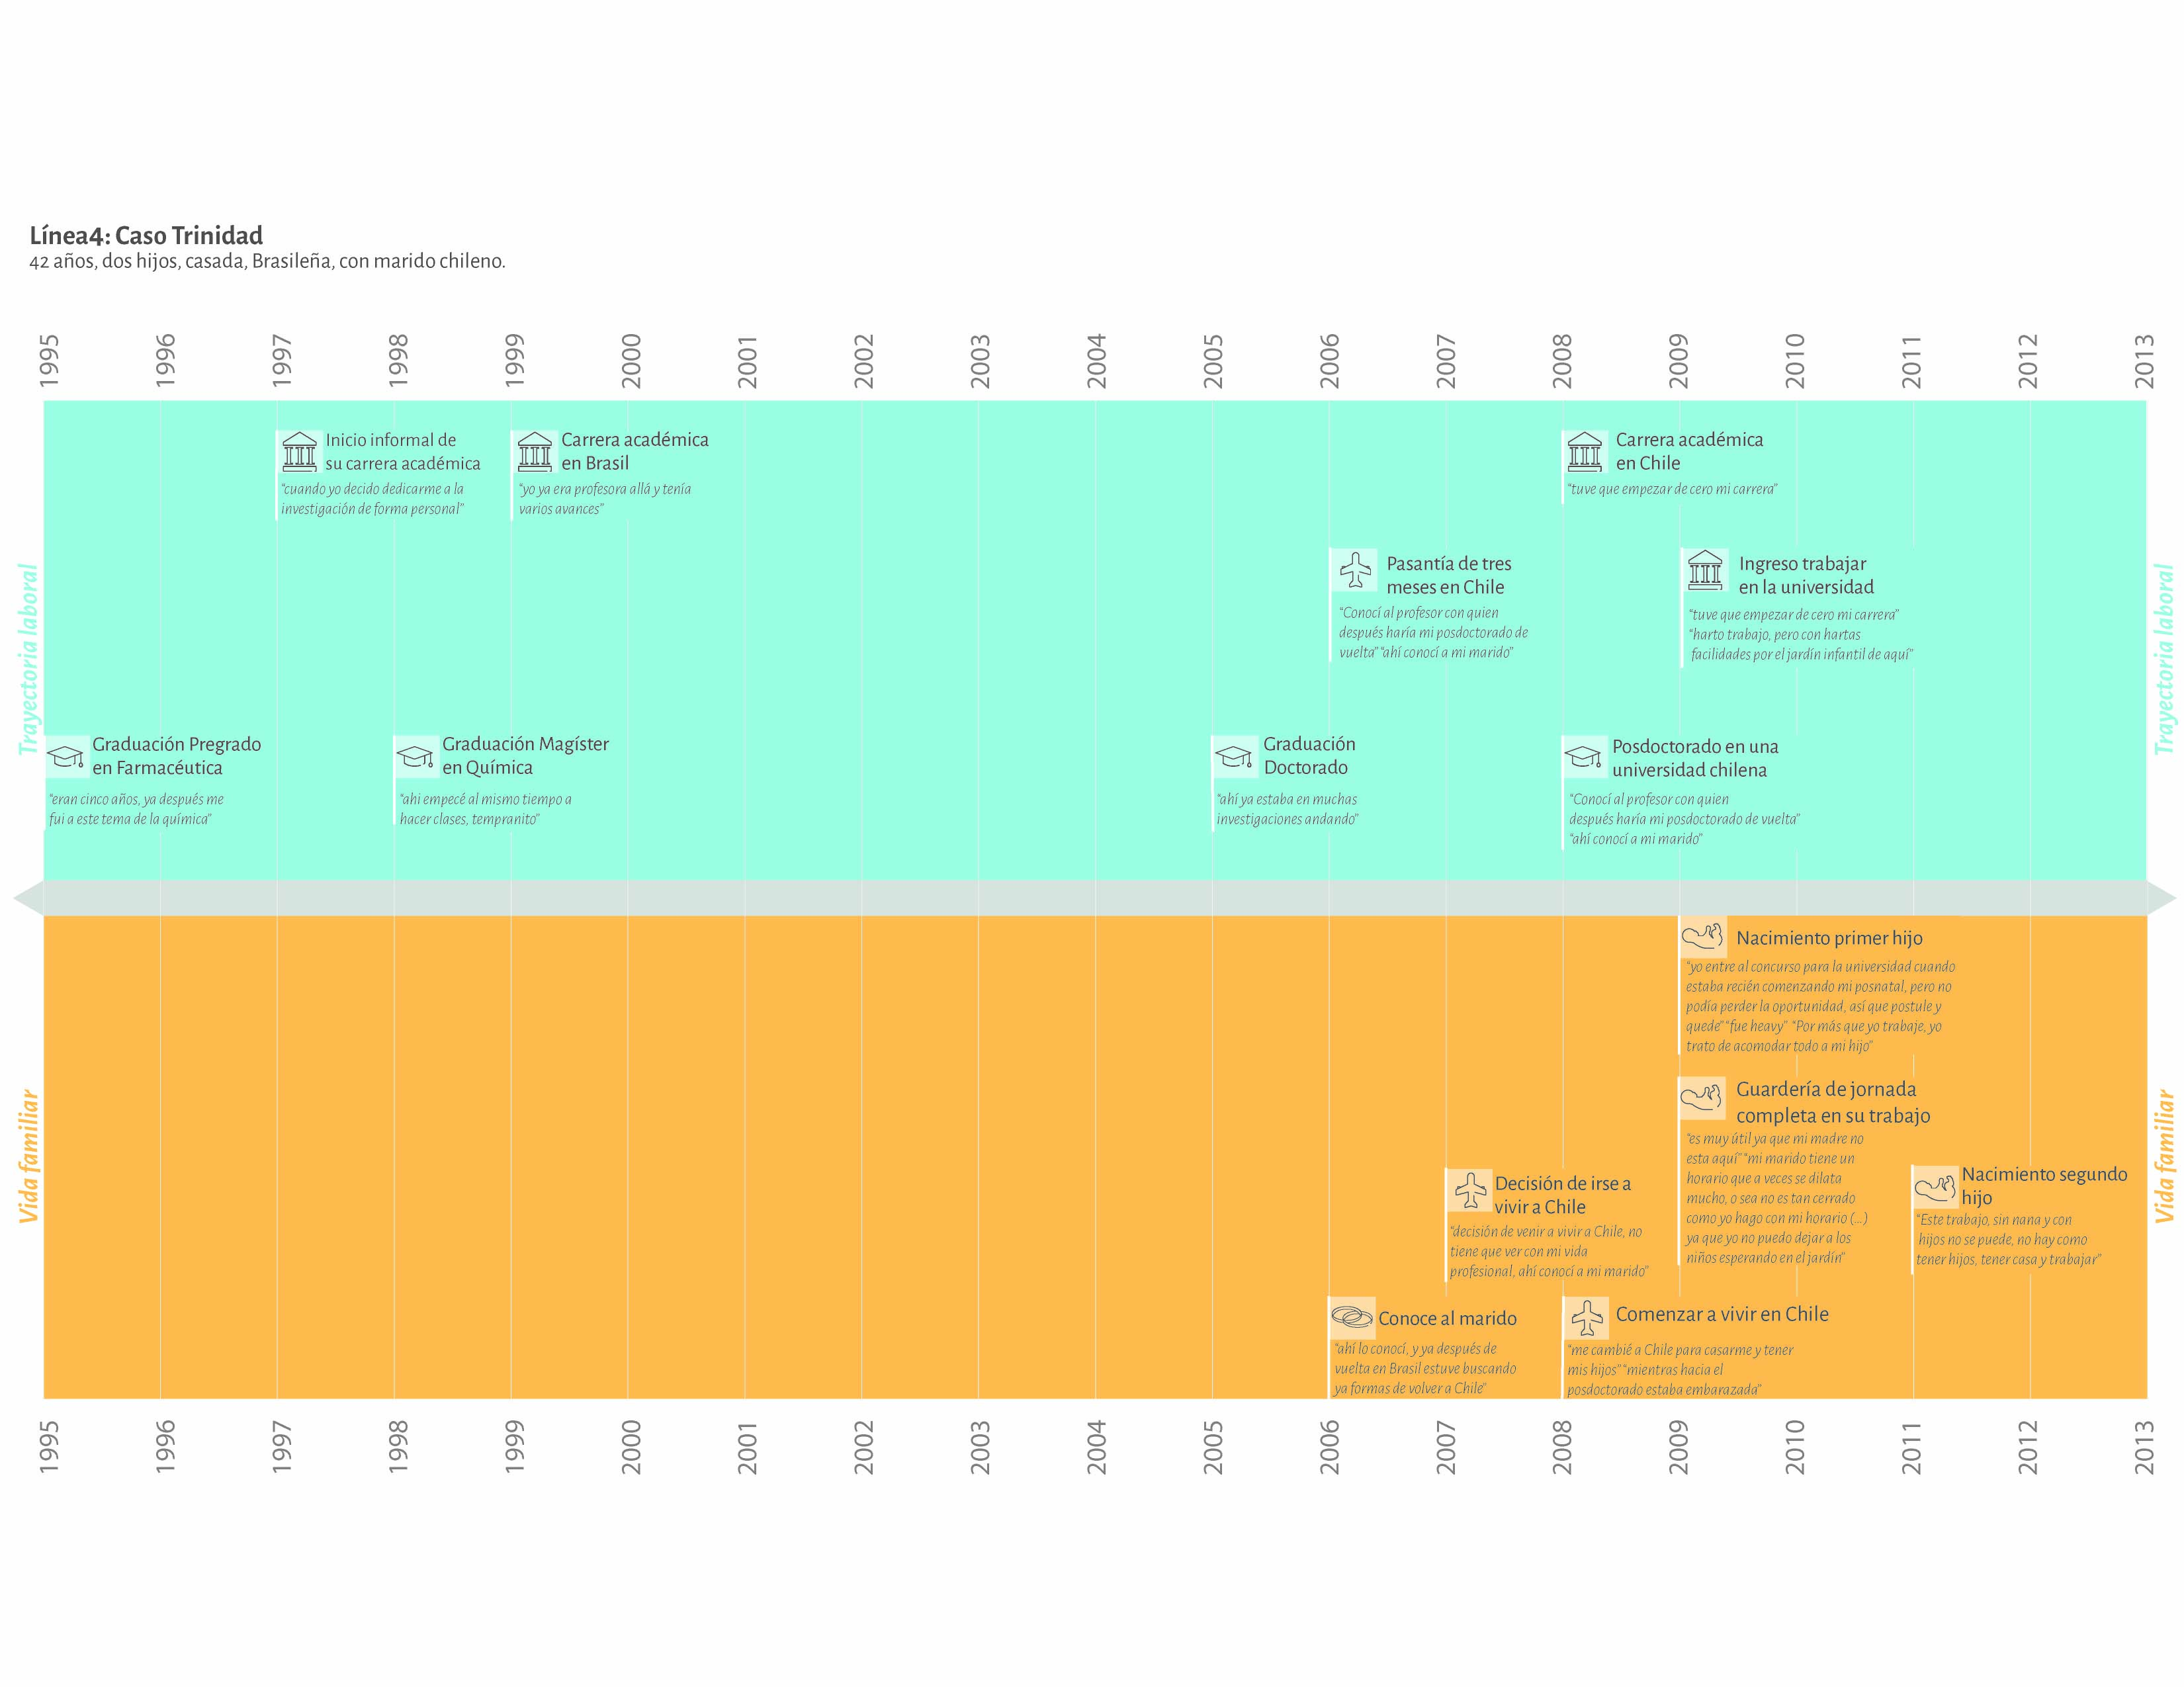 Línea4: Caso Trinidad
42 años, dos hijos, casada, Brasileña, con marido chileno.
1995 1996 1997 1998 1999 2000 2001 2002 2003 2004 2005 2006 2007 2008 2009 2010 2011 2012 2013
Trayectoria laboral
Inicio informal de
su carrera académica
“cuando yo decido dedicarme a la
investigación de forma personal”
Carrera académica
en Brasil
“yo ya era profesora allá y tenía
varios avances”
Carrera académica
en Chile
“tuve que empezar de cero mi carrera”
Pasantía de tres
meses en Chile
“Conocí al profesor con quien
después haría mi posdoctorado de
vuelta” “ahí conocí a mi marido”
Ingreso trabajar
en la universidad
“tuve que empezar de cero mi carrera”
“harto trabajo, pero con hartas
facilidades por el jardín infantil de aquí”
Graduación Pregrado
en Farmacéutica
“eran cinco años, ya después me
fui a este tema de la química”
Graduación Magíster
en Química
“ahi empecé al mismo tiempo a
hacer clases, tempranito”
Graduación
Doctorado
“ahí ya estaba en muchas
investigaciones andando”
Posdoctorado en una
universidad chilena
“Conocí al profesor con quien
después haría mi posdoctorado de vuelta”
“ahí conocí a mi marido”
Trayectoria laboral
Vida familiar
Nacimiento primer hijo
“yo entre al concurso para la universidad cuando
estaba recién comenzando mi posnatal, pero no
podía perder la oportunidad, así que postule y
quede” “fue heavy” “Por más que yo trabaje, yo
trato de acomodar todo a mi hijo”
Guardería de jornada
completa en su trabajo
“es muy útil ya que mi madre no
esta aquí” “mi marido tiene un
horario que a veces se dilata
mucho, o sea no es tan cerrado
como yo hago con mi horario (...)
ya que yo no puedo dejar a los
niños esperando en el jardín”
Decisión de irse a
vivir a Chile
“decisión de venir a vivir a Chile, no
tiene que ver con mi vida
profesional, ahí conocí a mi marido”
Nacimiento segundo
hijo
“Este trabajo, sin nana y con
hijos no se puede, no hay como
tener hijos, tener casa y trabajar”
Conoce al marido
“ahí lo conocí, y ya después de
vuelta en Brasil estuve buscando
ya formas de volver a Chile”
Comenzar a vivir en Chile
“me cambié a Chile para casarme y tener
mis hijos” “mientras hacia el
posdoctorado estaba embarazada”
Vida familiar
1995 1996 1997 1998 1999 2000 2001 2002 2003 2004 2005 2006 2007 2008 2009 2010 2011 2012 2013